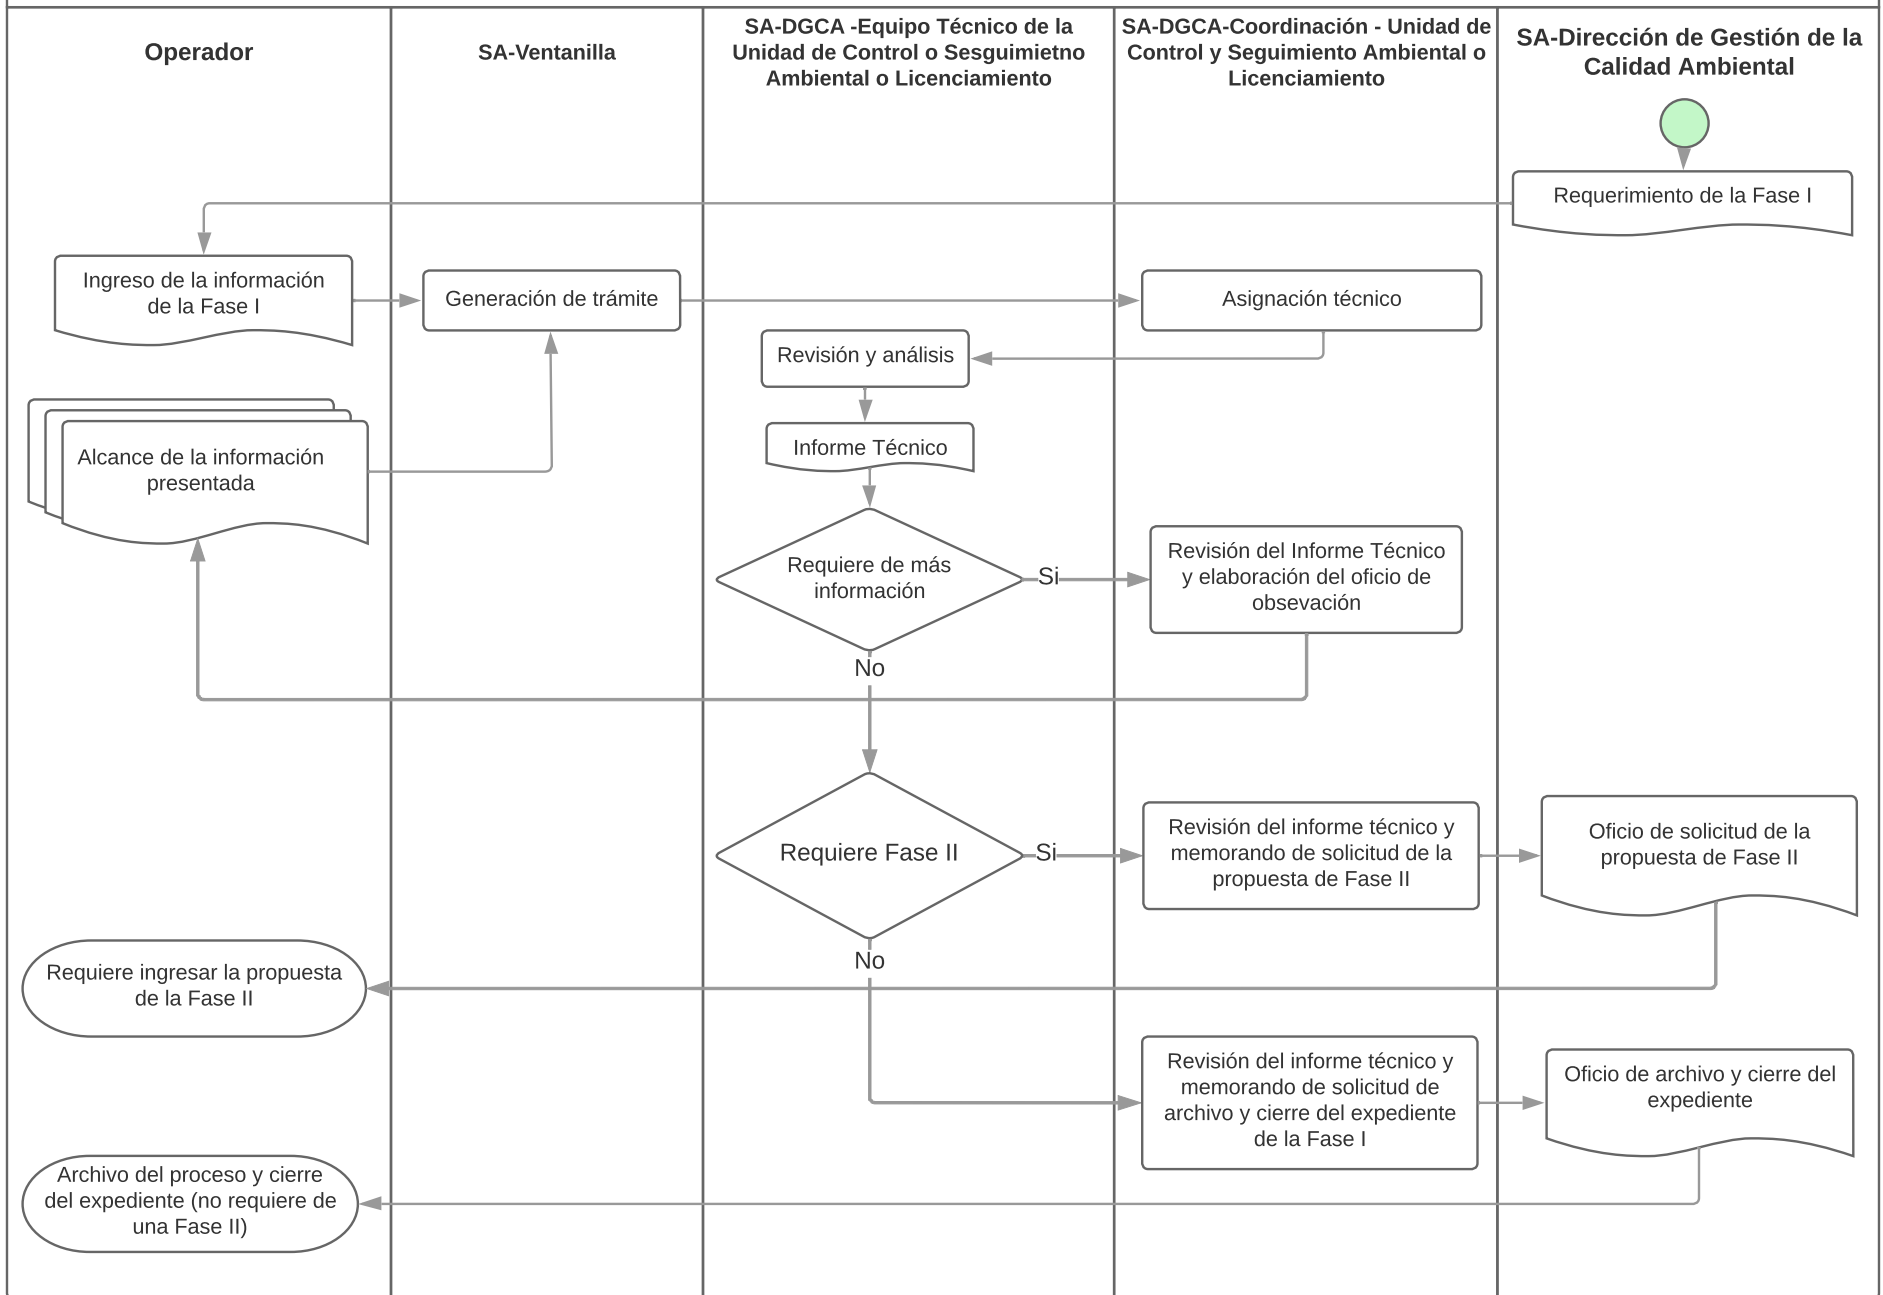 Operador
SA-Ventanilla
SA-DGCA -Equipo Técnico de la
Unidad de Control o Sesguimietno
Ambiental o Licenciamiento
SA-DGCA-Coordinación - Unidad de
Control y Seguimiento Ambiental o
Licenciamiento
SA-Dirección de Gestión de la
Calidad Ambiental
Requerimiento de la Fase I
Ingreso de la información
de la Fase I
Generación de trámite
Asignación técnico
Revisión y análisis
Informe Técnico
Alcance de la información
presentada
Requiere de más
información
Si
Revisión del Informe Técnico
y elaboración del oficio de
obsevación
No
Requiere Fase II
Si
Revisión del informe técnico y
memorando de solicitud de la
propuesta de Fase II
Oficio de solicitud de la
propuesta de Fase II
No
Requiere ingresar la propuesta
de la Fase II
Revisión del informe técnico y
memorando de solicitud de
archivo y cierre del expediente
de la Fase I
Oficio de archivo y cierre del
expediente
Archivo del proceso y cierre
del expediente (no requiere de
una Fase II)